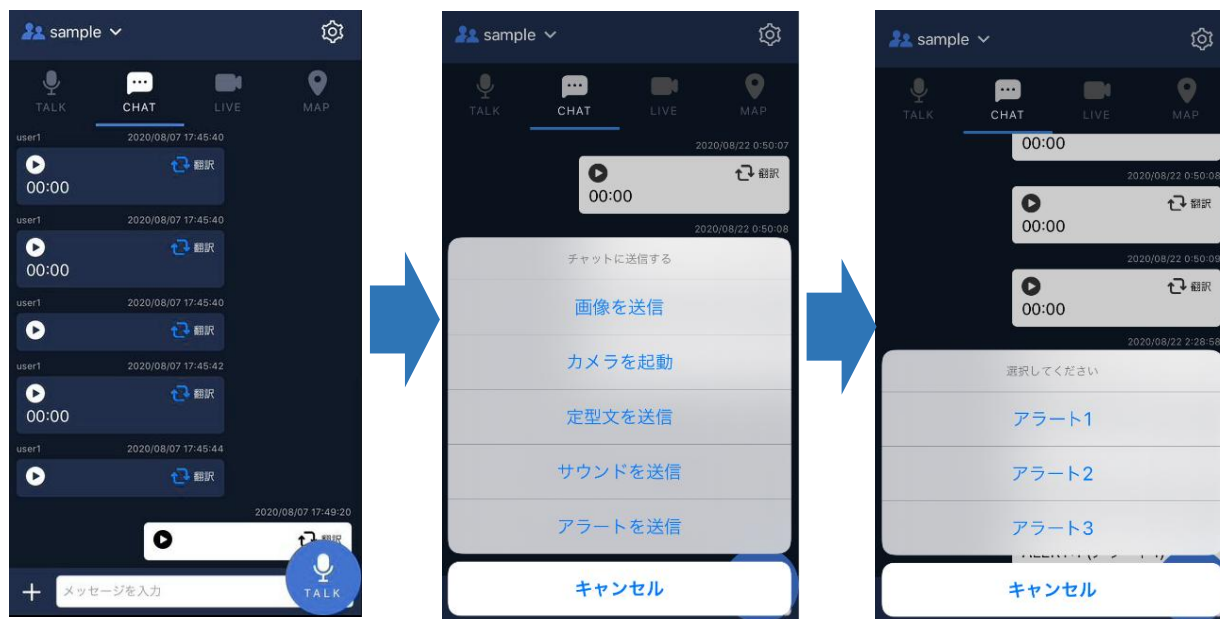 sample
TALK CHAT LIVE MAP
user1 2020/08/07 17:45:40
翻訳
00:00
user1 2020/08/07 17:45:40
翻訳
00:00
user1 2020/08/07 17:45:40
翻訳
user1 2020/08/07 17:45:42
翻訳
00:00
user1 2020/08/07 17:45:44
翻訳
2020/08/07 17:49:20
翻訳
メッセージを入力
TALK
sample
TALK CHAT LIVE MAP
2020/08/22 0:50:07
翻訳
00:00
2020/08/22 0:50:08
チャットに送信する
画像を送信
カメラを起動
定型文を送信
サウンドを送信
アラートを送信
キャンセル
sample
TALK CHAT LIVE MAP
00:00
2020/08/22 0:50:08
翻訳
00:00
2020/08/22 0:50:09
翻訳
00:00
2020/08/22 2:28:58
選択してください
アラート1
アラート2
アラート3
キャンセル